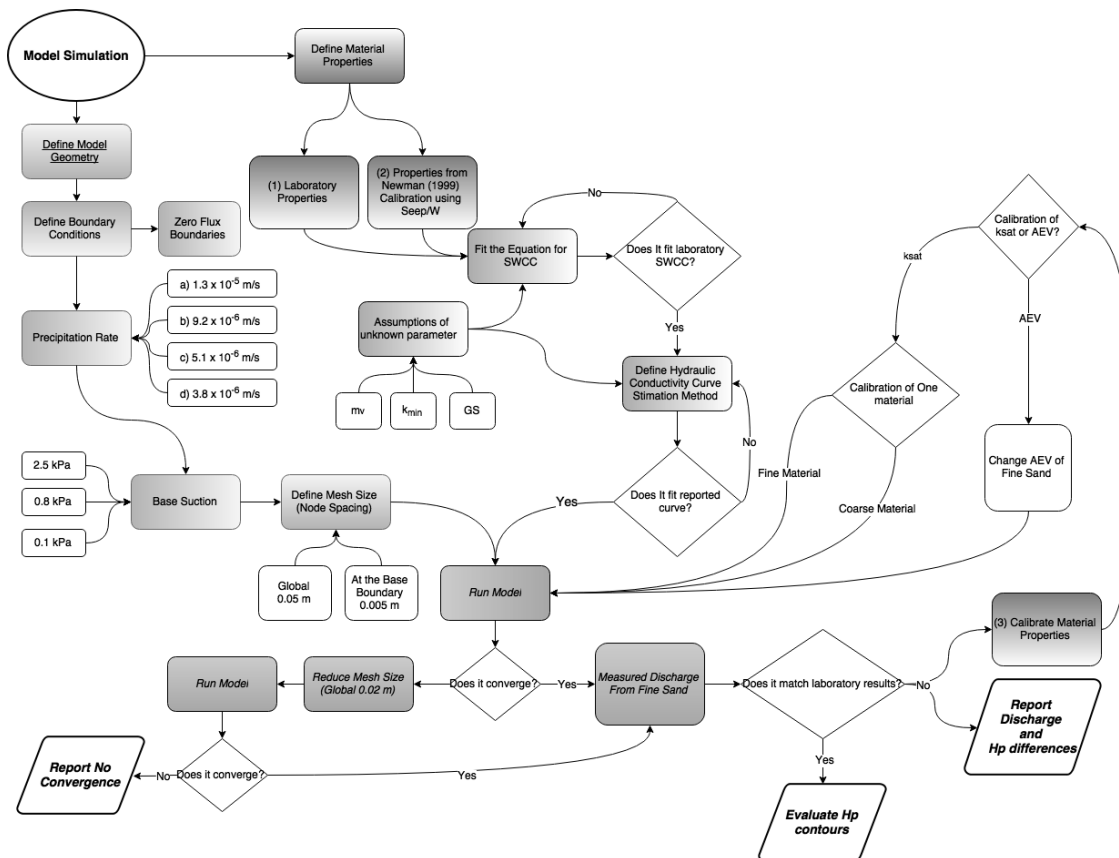 Model Simulation
Define Material
Properties
Define Model
Geometry
(1) Laboratory
Properties
(2) Properties from
Newman (1999)
Calibration using
Seep/W
No
Define Boundary
Conditions
Zero Flux
Boundaries
Fit the Equation for
SWCC
Does It fit laboratory
SWCC?
Calibration of
ksat or AEV?
ksat
AEV
a) 1.3 x 10-5 m/s
b) 9.2 x 10-6 m/s
c) 5.1 x 10-6 m/s
d) 3.8 x 10-6 m/s
Precipitation Rate
Assumptions of
unknown parameter
Yes
mv
kmin
GS
Define Hydraulic
Conductivity Curve
Stimation Method
No
Calibration of One
material
Fine Material
Coarse Material
Change AEV of
Fine Sand
2.5 kPa
0.8 kPa
0.1 kPa
Base Suction
Define Mesh Size
(Node Spacing)
Yes
Does It fit reported
curve?
Global
0.05 m
At the Base
Boundary
0.005 m
Run Model
(3) Calibrate Material
Properties
Run Model
Reduce Mesh Size
(Global 0.02 m)
Does it converge?
Yes
Measured Discharge
From Fine Sand
Does it match laboratory results?
No
Report
Discharge
and
Hp differences
Report No
Convergence
No
Does it converge?
Yes
Yes
Evaluate Hp
contours